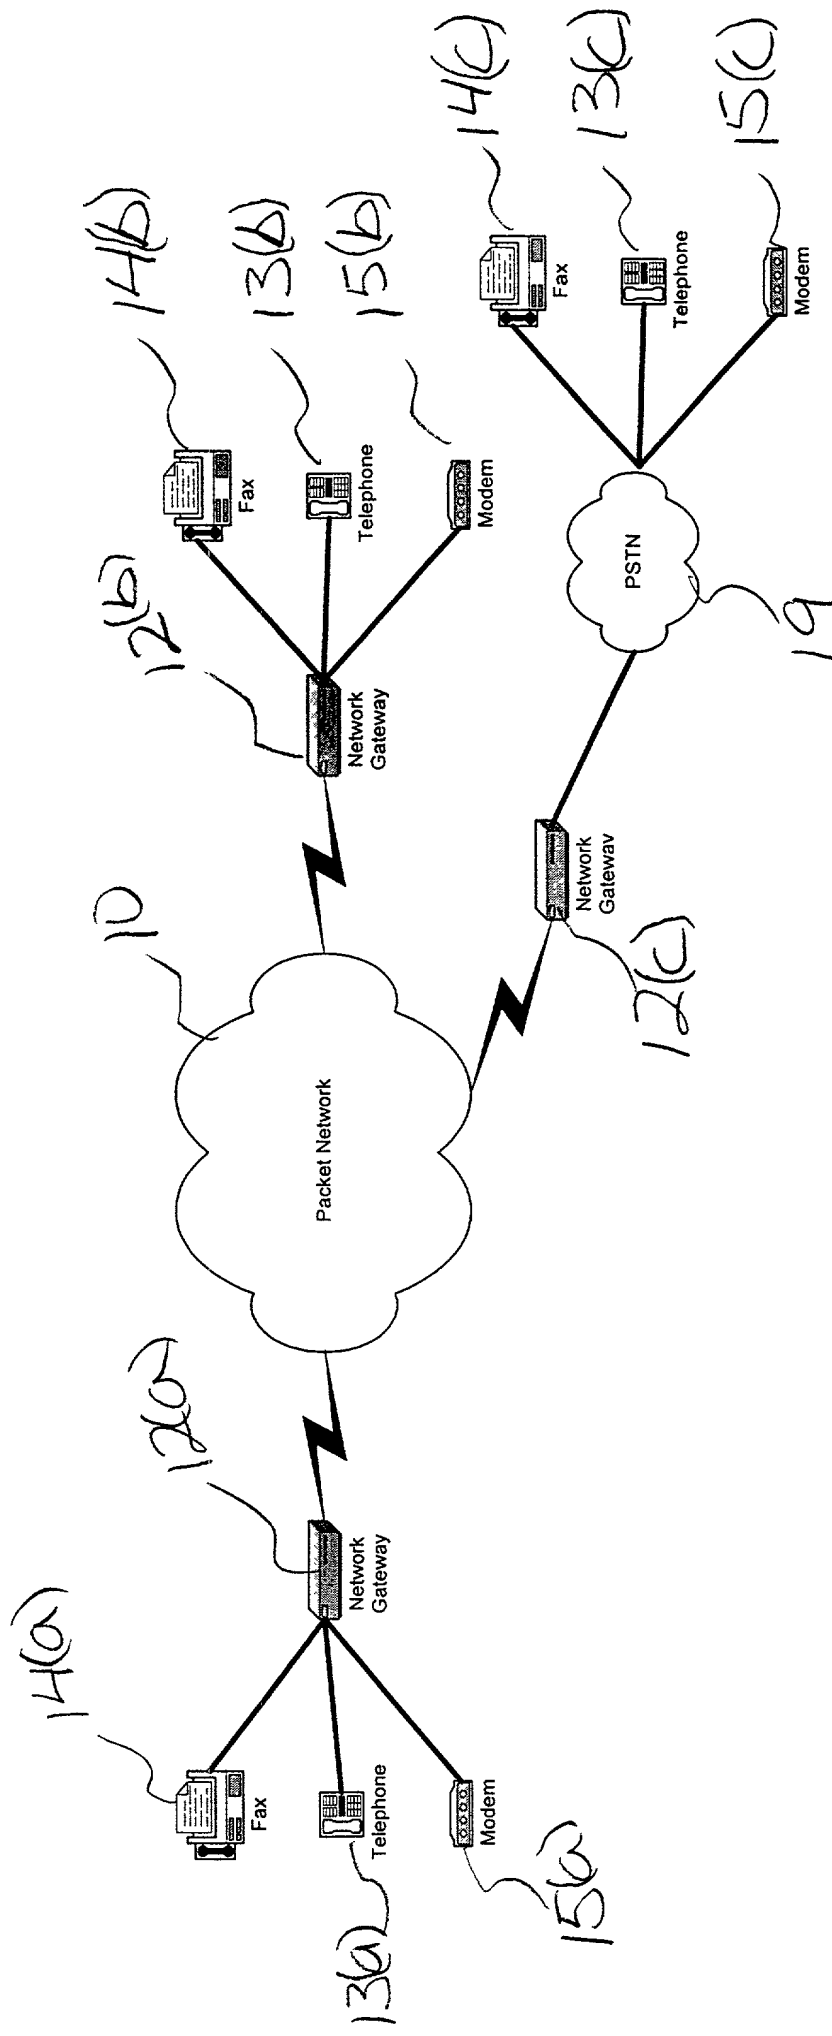 14(a)
Fax
13(a)
Telephone
15(a)
Modem
12(a)
Network
Gateway
10
Packet Network
12(b)
Network
Gateway
14(b)
Fax
13(b)
Telephone
15(b)
Modem
12(c)
Network
Gateway
19
PSTN
14(c)
Fax
13(c)
Telephone
15(c)
Modem